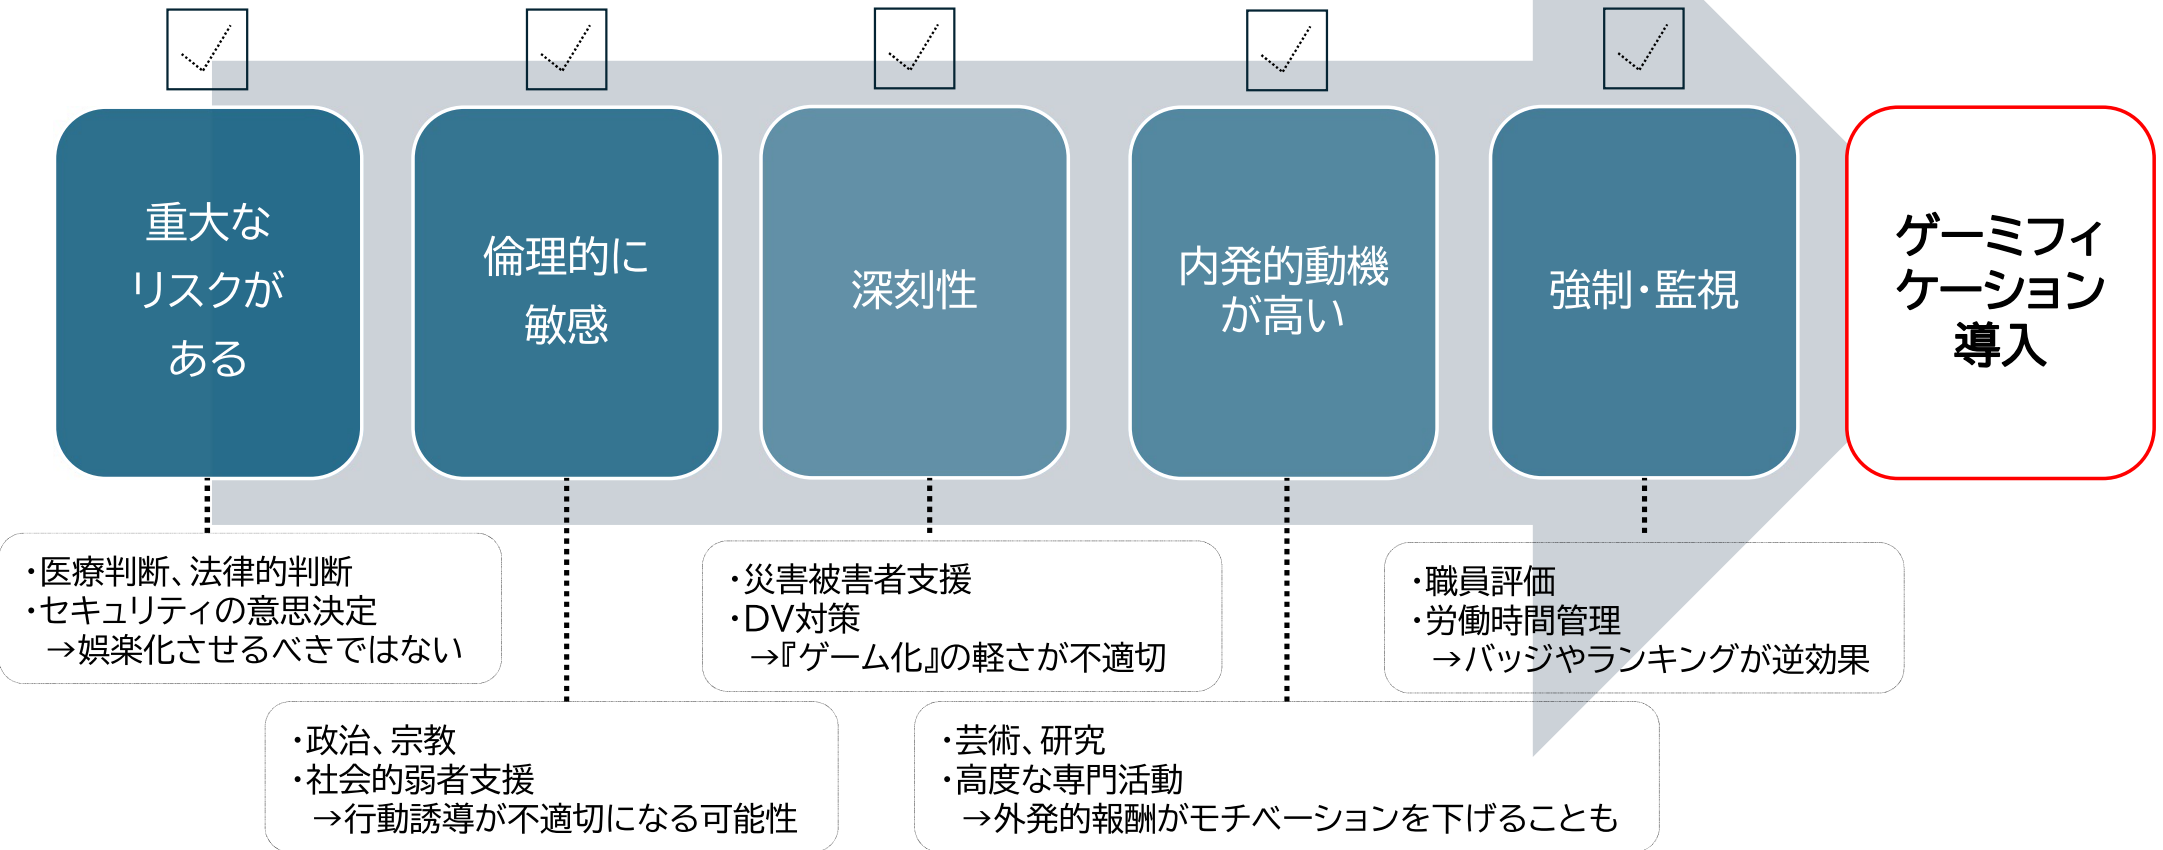 重大な
リスクが
ある
倫理的に
敏感
深刻性
内発的動機
が高い
強制・監視
ゲーミフィ
ケーション
導入
・医療判断、法律的判断
・セキュリティの意思決定
→娯楽化させるべきではない
・政治、宗教
・社会的弱者支援
→行動誘導が不適切になる可能性
・災害被害者支援
・DV対策
→『ゲーム化』の軽さが不適切
・芸術、研究
・高度な専門活動
→外発的報酬がモチベーションを下げることも
・職員評価
・労働時間管理
→バッジやランキングが逆効果